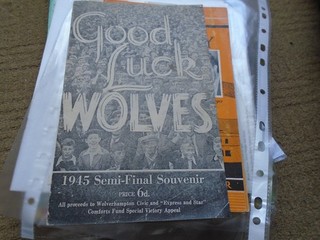 Good
Luck
WOLVES
1945 Semi-Final Souvenir
PRICE 6d.
All proceeds to Wolverhampton Civic and "Express and Star"
Comforts Fund Special Victory Appeal